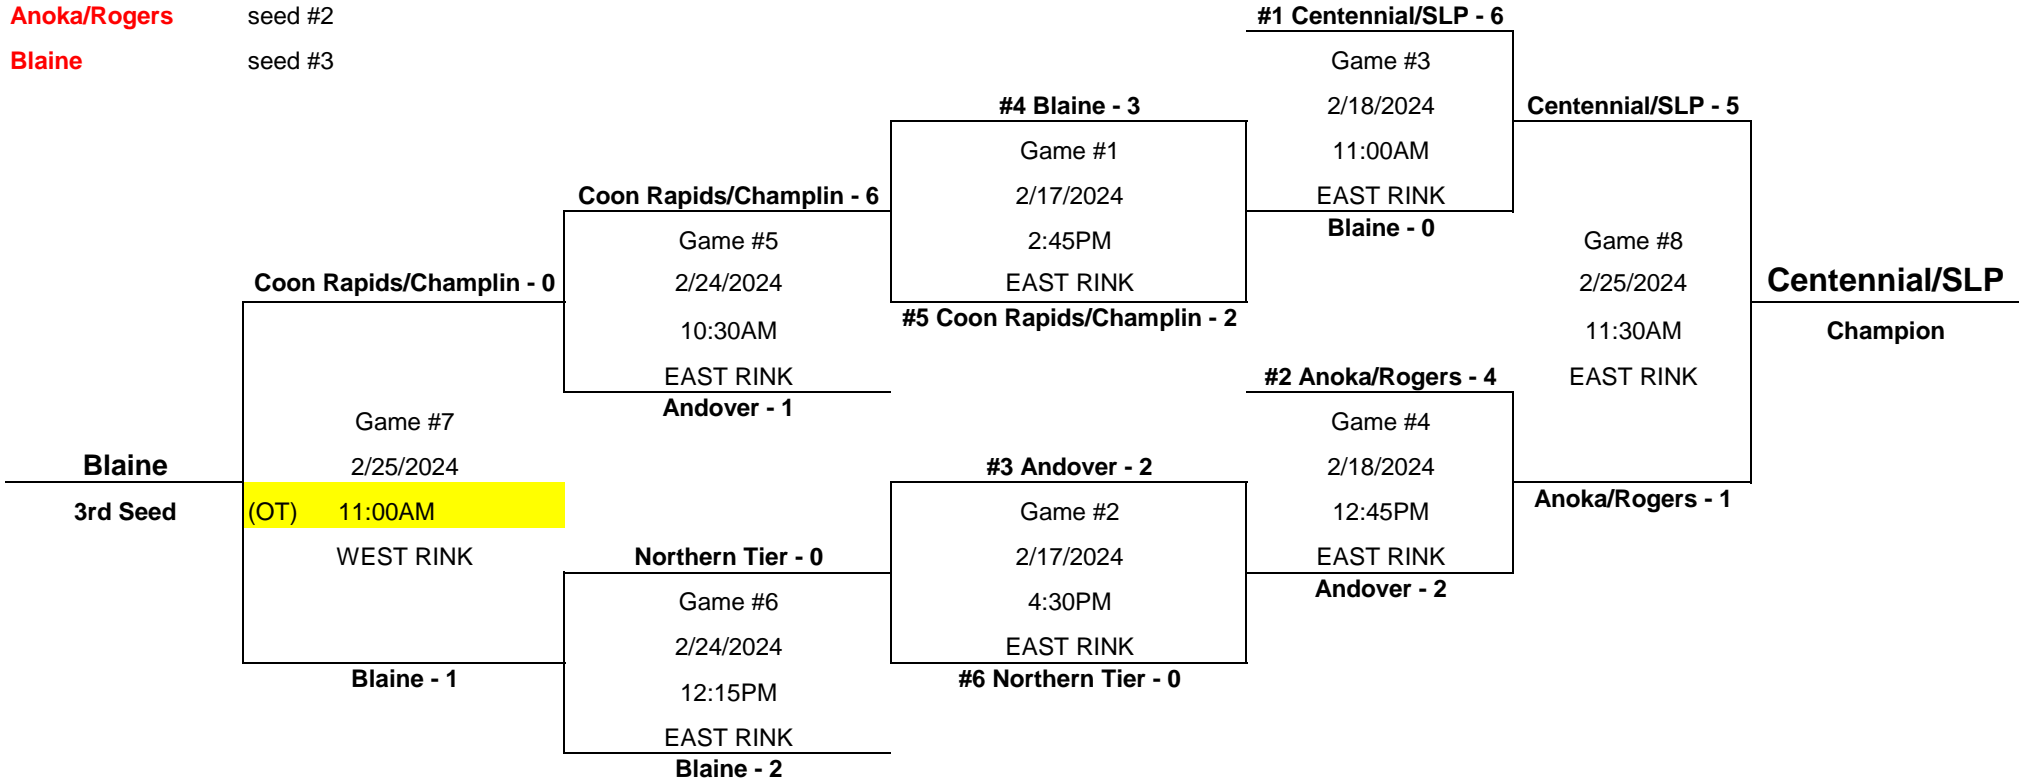 Anoka/Rogers seed #2
Blaine seed #3
#1 Centennial/SLP - 6
Game #3
2/18/2024
11:00AM
EAST RINK
Blaine - 0
#4 Blaine - 3
Game #1
2/17/2024
2:45PM
EAST RINK
#5 Coon Rapids/Champlin - 2
Centennial/SLP - 5
Game #8
2/25/2024
11:30AM
EAST RINK
Anoka/Rogers - 1
Centennial/SLP
Champion
Coon Rapids/Champlin - 6
Game #5
2/24/2024
10:30AM
EAST RINK
Andover - 1
Coon Rapids/Champlin - 0
Game #7
2/25/2024
(OT) 11:00AM
WEST RINK
Blaine - 1
Blaine
3rd Seed
#2 Anoka/Rogers - 4
Game #4
2/18/2024
12:45PM
EAST RINK
Andover - 2
#3 Andover - 2
Game #2
2/17/2024
4:30PM
EAST RINK
#6 Northern Tier - 0
Northern Tier - 0
Game #6
2/24/2024
12:15PM
EAST RINK
Blaine - 2